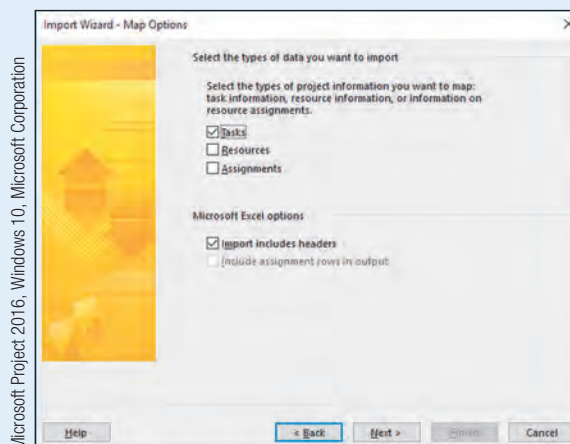 Import Wizard - Map Options
Select the types of data you want to import
Select the types of project information you want to map:
task information, resource information, or information on
resource assignments.
Tasks
Resources
Assignments
Microsoft Excel options
Import includes headers
Include assignment rows in output
Help
< Back
Next >
Finish
Cancel
Microsoft Project 2016, Windows 10, Microsoft Corporation